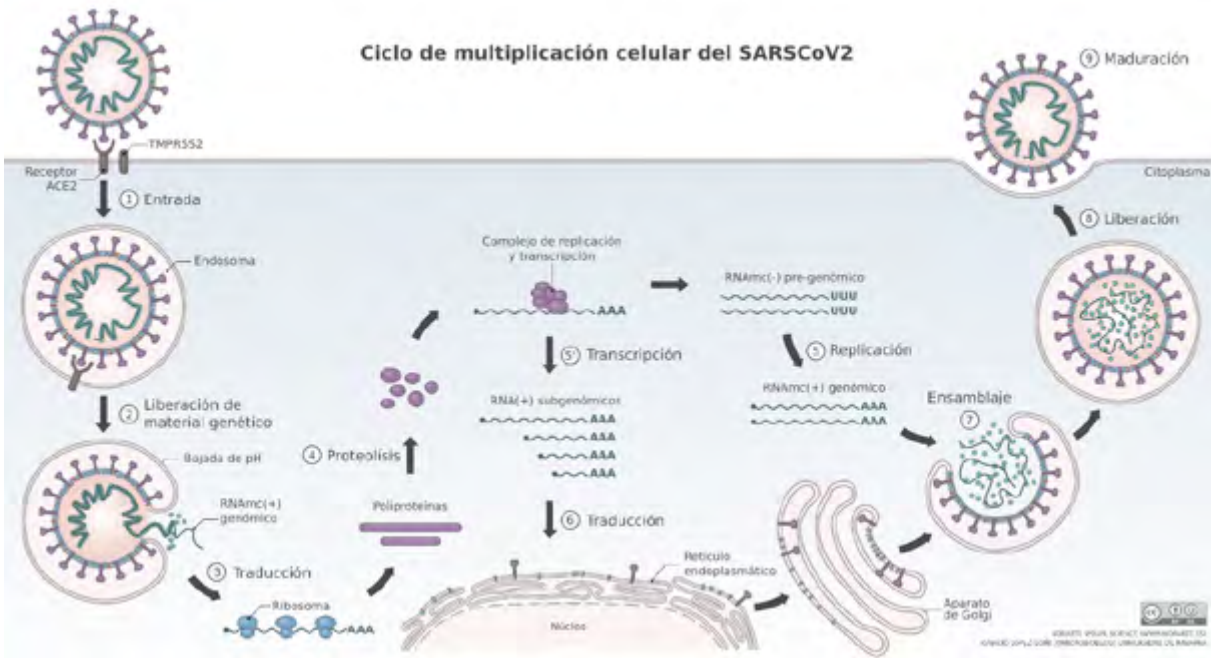 Ciclo de multiplicación celular del SARSCoV2
TMPRSS2
Receptor
ACE2
① Entrada
Endosoma
② Liberación de
material genético
Bajada de pH
RNAmc(+)
genómico
③ Traducción
Ribosoma
AAA
Poliproteínas
④ Proteolísis
Complejo de replicación
y transcripción
AAA
5' Transcripción
RNA(+) subgenómicos
AAA
AAA
AAA
AAA
⑥ Traducción
Retículo
endoplasmático
Núcleo
RNAmc(-) pre-genómico
UUU
UUU
⑤ Replicación
RNAmc(+) genómico
AAA
AAA
Aparato
de Golgi
Ensamblaje
⑦
⑧ Liberación
Citoplasma
⑨ Maduración
cc